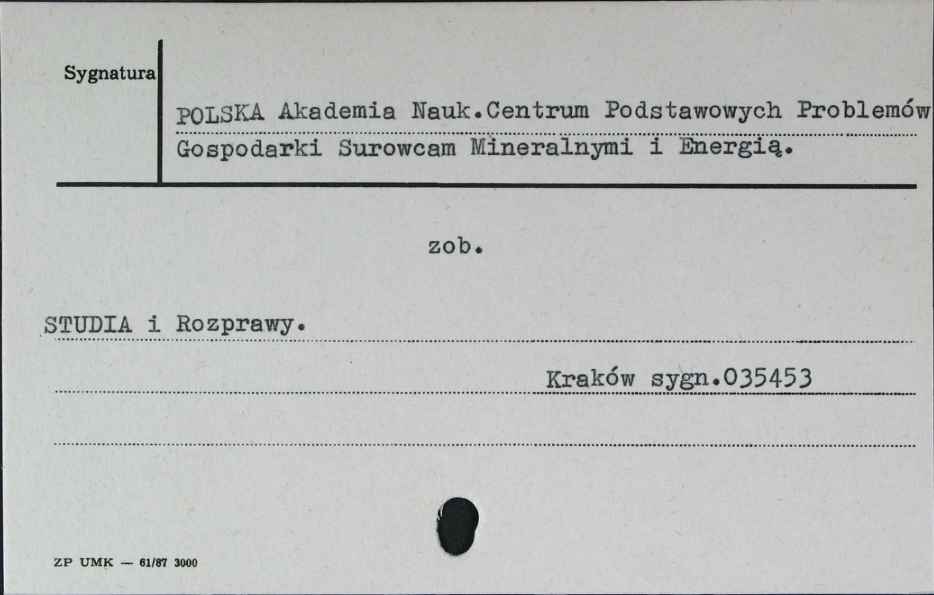 Sygnatura
POLSKA Akademia Nauk.Centrum Podstawowych Problemów
Gospodarki Surowcam Mineralnymi i Energią.
zob.
STUDIA i Rozprawy.
Kraków sygn.035453
ZP UMK — 61/87 3000